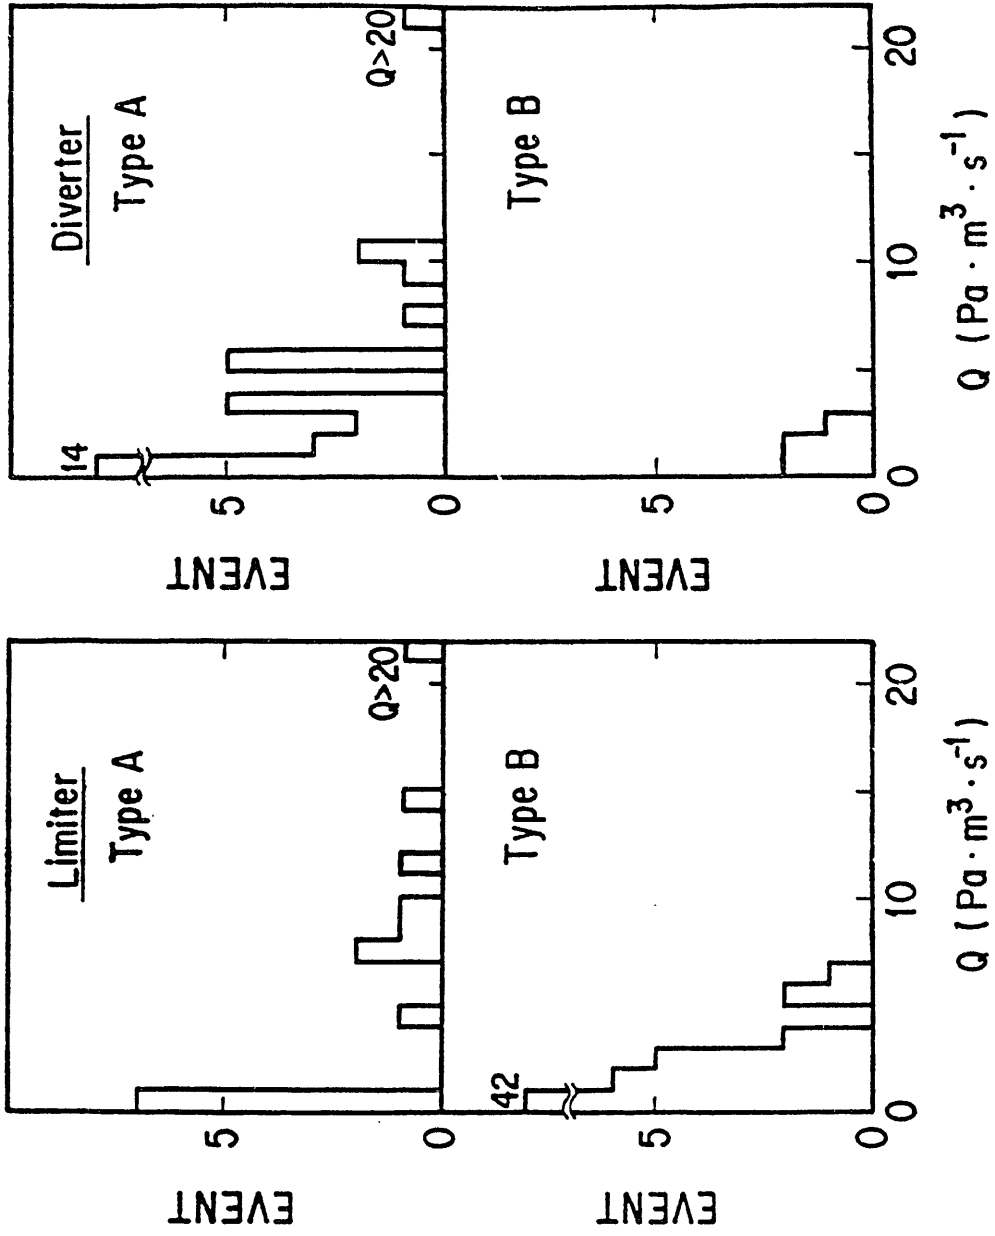 Limiter
Type A
EVENT
5
0
Q>20
Type B
42
EVENT
5
0
0
10
20
Q (Pa · m³ · s⁻¹)
Diverter
Type A
14
EVENT
5
0
Q>20
Type B
EVENT
5
0
0
10
20
Q (Pa · m³ · s⁻¹)